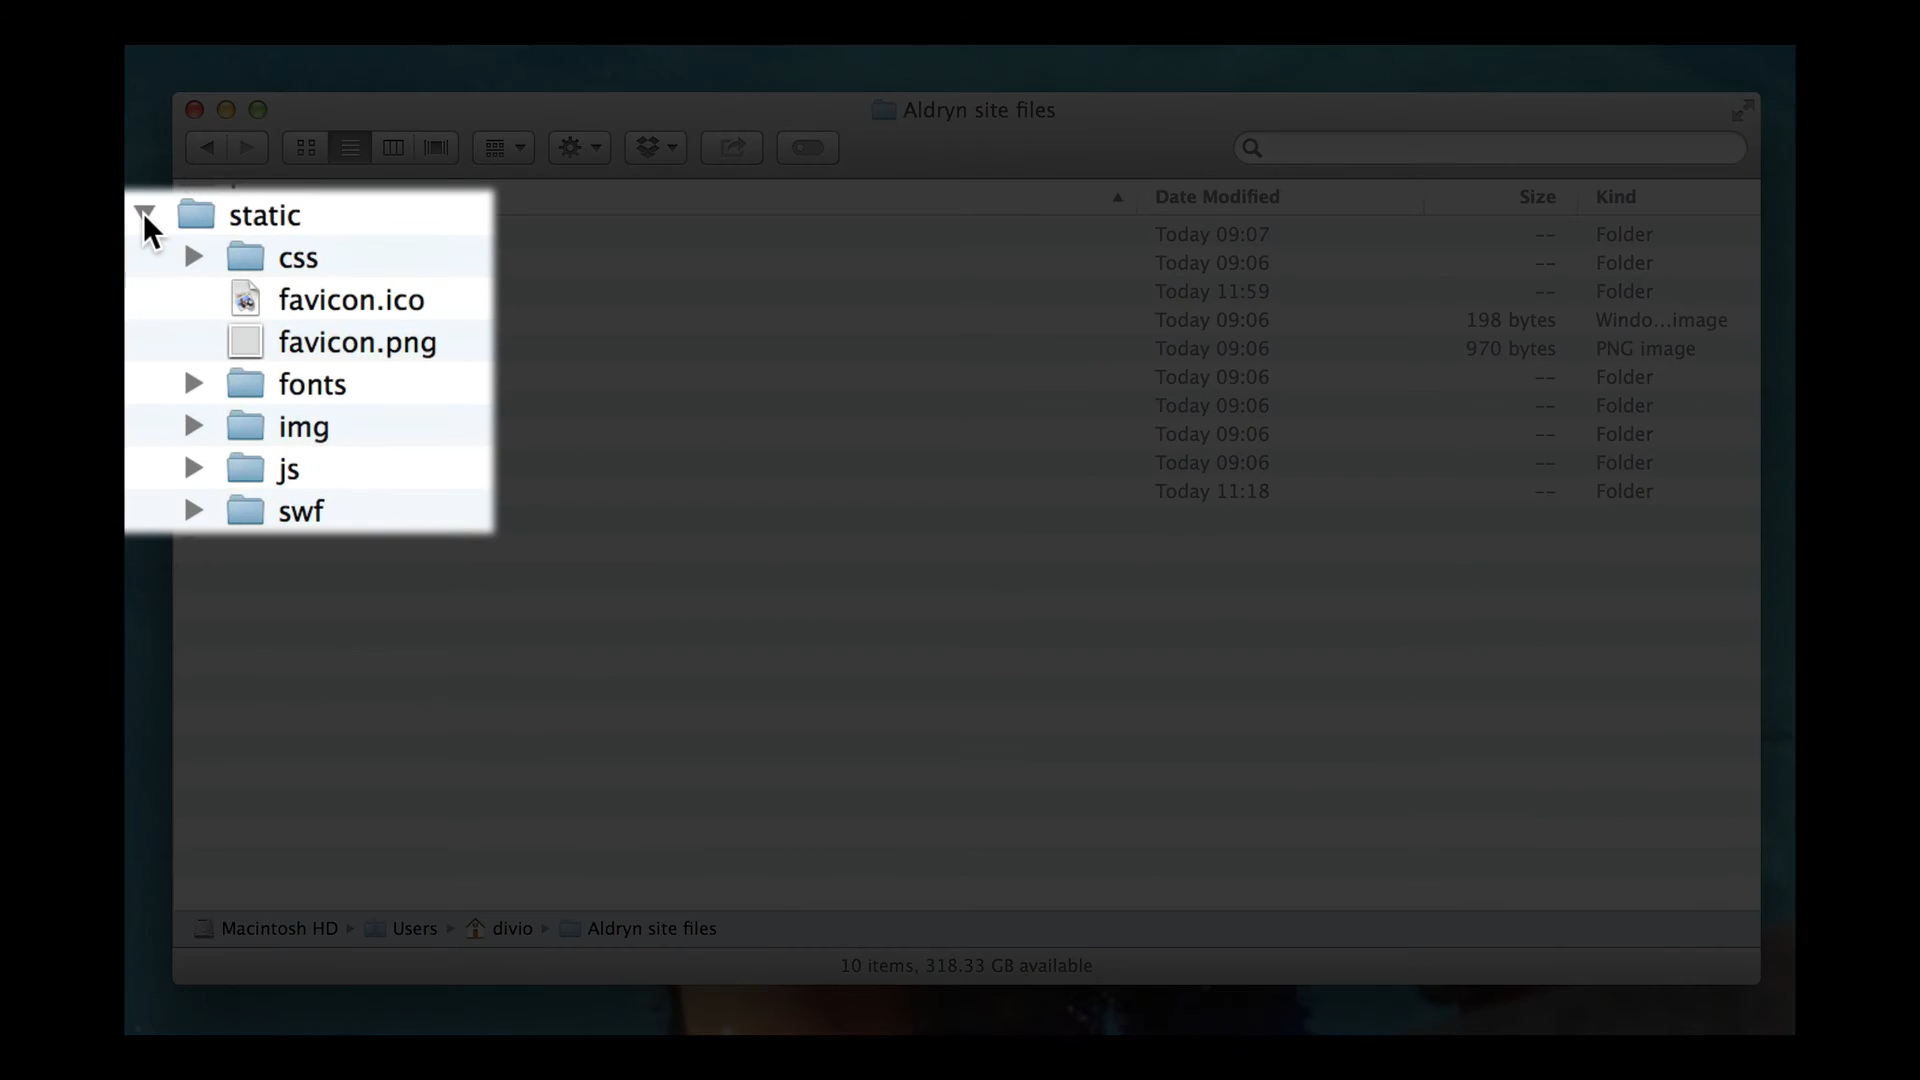 Aldryn site files
Date Modified Size Kind
static
css
favicon.ico
favicon.png
fonts
img
js
swf
Today 09:07 -- Folder
Today 09:06 -- Folder
Today 11:59 -- Folder
Today 09:06 198 bytes Windo...image
Today 09:06 970 bytes PNG image
Today 09:06 -- Folder
Today 09:06 -- Folder
Today 09:06 -- Folder
Today 09:06 -- Folder
Today 11:18 -- Folder
Macintosh HD Users divio Aldryn site files
10 items, 318.33 GB available